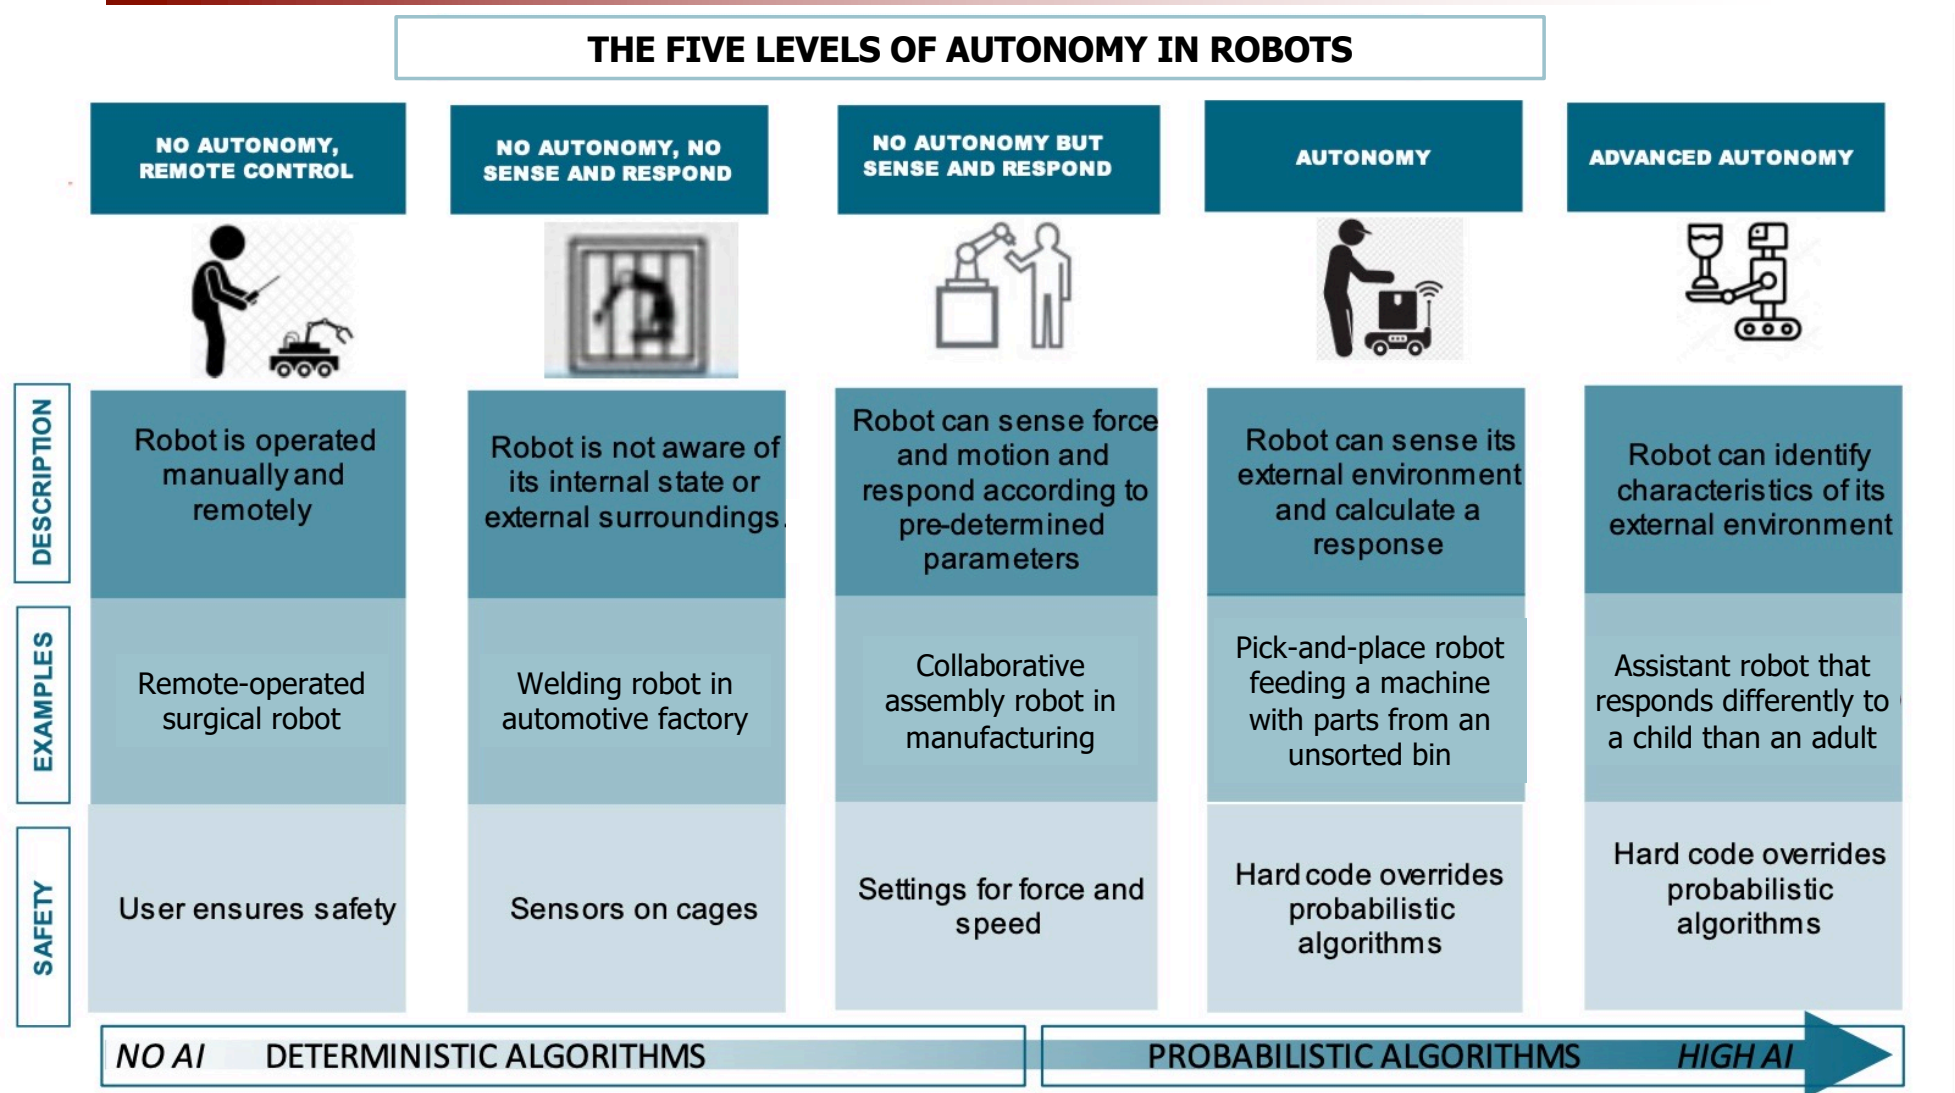 THE FIVE LEVELS OF AUTONOMY IN ROBOTS
NO AUTONOMY,
REMOTE CONTROL
NO AUTONOMY, NO
SENSE AND RESPOND
NO AUTONOMY BUT
SENSE AND RESPOND
AUTONOMY
ADVANCED AUTONOMY
DESCRIPTION
Robot is operated
manually and
remotely
Robot is not aware of
its internal state or
external surroundings.
Robot can sense force
and motion and
respond according to
pre-determined
parameters
Robot can sense its
external environment
and calculate a
response
Robot can identify
characteristics of its
external environment
EXAMPLES
Remote-operated
surgical robot
Welding robot in
automotive factory
Collaborative
assembly robot in
manufacturing
Pick-and-place robot
feeding a machine
with parts from an
unsorted bin
Assistant robot that
responds differently to
a child than an adult
SAFETY
User ensures safety
Sensors on cages
Settings for force and
speed
Hard code overrides
probabilistic
algorithms
Hard code overrides
probabilistic
algorithms
NO AI DETERMINISTIC ALGORITHMS
PROBABILISTIC ALGORITHMS HIGH AI